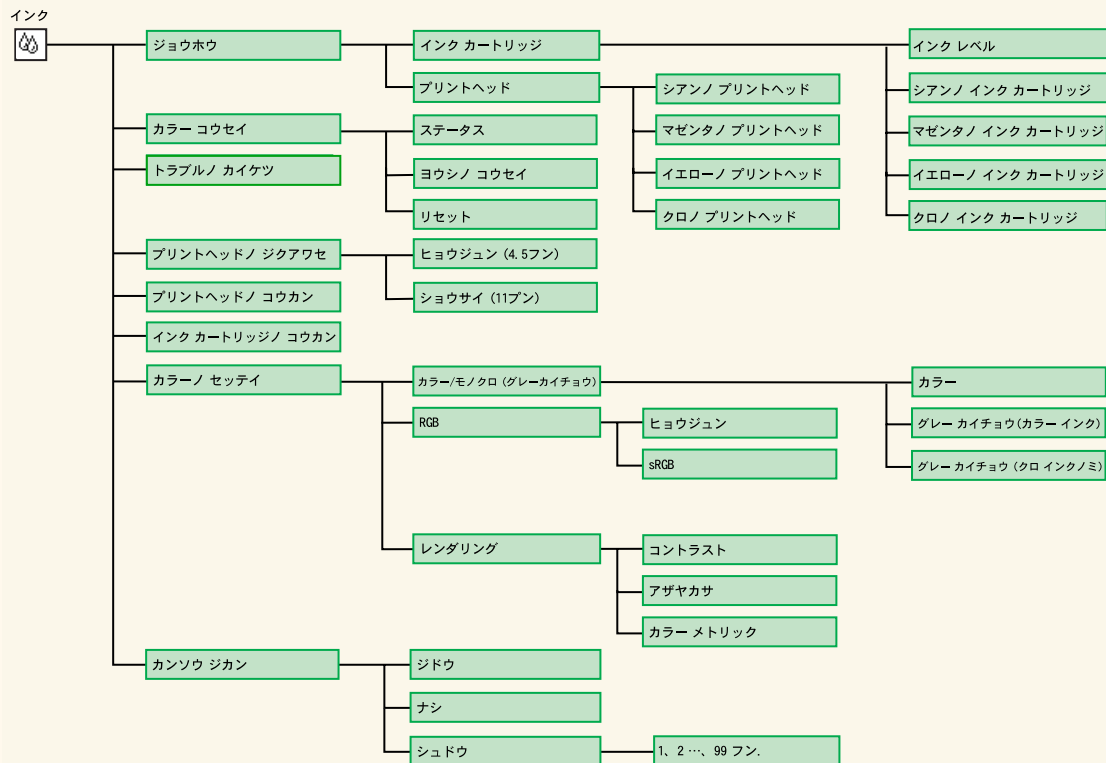 インク
ジョウホウ
インク カートリッジ
インク レベル
シアンノ インク カートリッジ
マゼンタノ インク カートリッジ
イエローノ インク カートリッジ
クロノ インク カートリッジ
プリントヘッド
シアンノ プリントヘッド
マゼンタノ プリントヘッド
イエローノ プリントヘッド
クロノ プリントヘッド
カラー コウセイ
ステータス
ヨウシノ コウセイ
リセット
トラブルノ カイケツ
プリントヘッドノ ジクアワセ
ヒョウジュン (4.5フン)
ショウサイ (11プン)
プリントヘッドノ コウカン
インク カートリッジノ コウカン
カラーノ セッテイ
カラー/モノクロ (グレーカイチョウ)
カラー
グレー カイチョウ(カラー インク)
グレー カイチョウ (クロ インクノミ)
RGB
ヒョウジュン
sRGB
レンダリング
コントラスト
アザヤカサ
カラー メトリック
カンソウ ジカン
ジドウ
ナシ
シュドウ
1、2 …、99 フン.